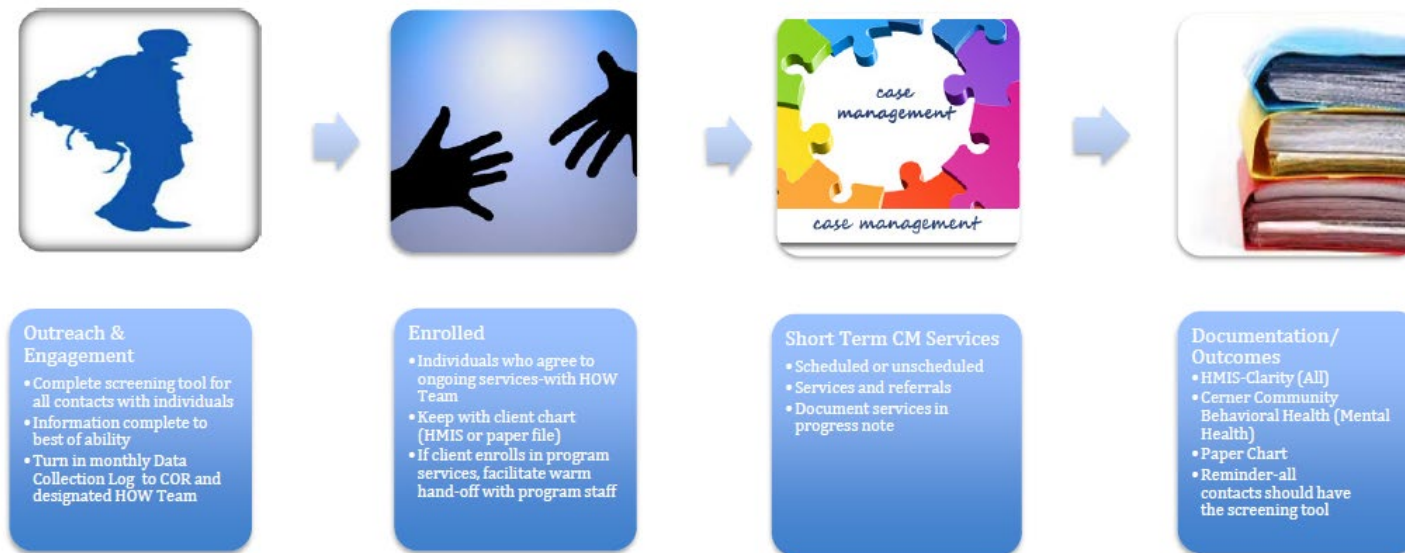 case
management
case management
Outreach &
Engagement
•Complete screening tool for
all contacts with individuals
•Information complete to
best of ability
•Turn in monthly Data
Collection Log to COR and
designated HOW Team
Enrolled
•Individuals who agree to
ongoing services-with HOW
Team
•Keep with client chart
(HMIS or paper file)
•If client enrolls in program
services, facilitate warm
hand-off with program staff
Short Term CM Services
•Scheduled or unscheduled
•Services and referrals
•Document services in
progress note
Documentation/
Outcomes
•HMIS-Clarity (All)
•Cerner Community
Behavioral Health (Mental
Health)
•Paper Chart
•Reminder-all
contacts should have
the screening tool